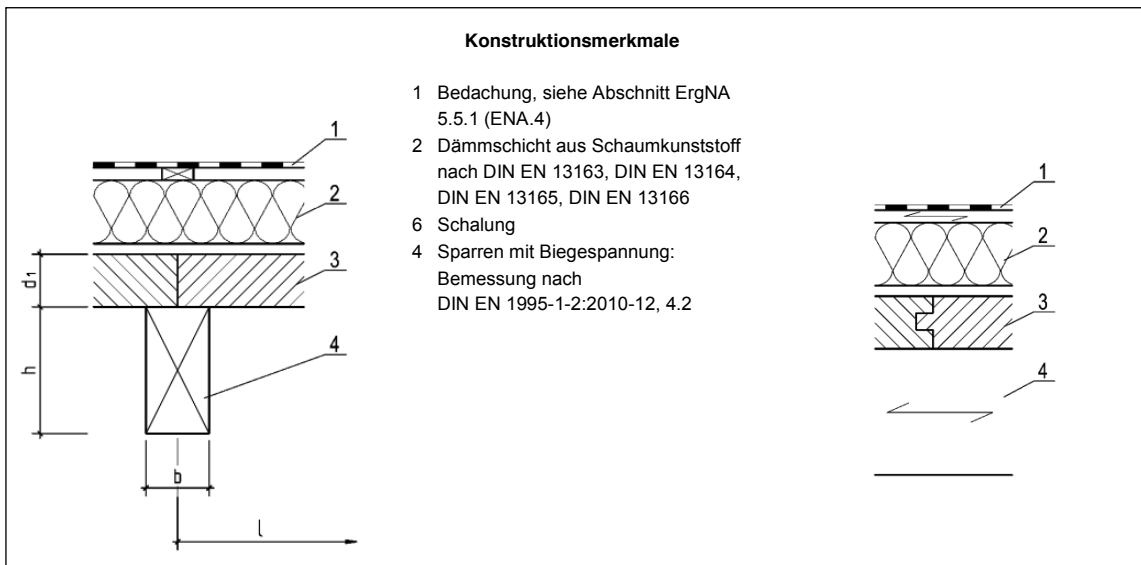 Konstruktionsmerkmale
1 Bedachung, siehe Abschnitt ErgNA
5.5.1 (ENA.4)
2 Dämmschicht aus Schaumkunststoff
nach DIN EN 13163, DIN EN 13164,
DIN EN 13165, DIN EN 13166
6 Schalung
4 Sparren mit Biegespannung:
Bemessung nach
DIN EN 1995-1-2:2010-12, 4.2
1
2
3
4
d1
h
b
l
1
2
3
4